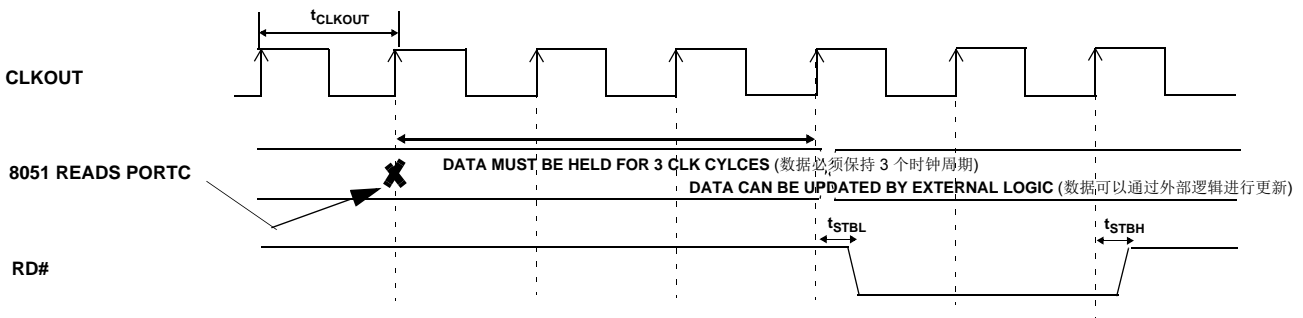 tCLKOUT
CLKOUT
8051 READS PORTC
DATA MUST BE HELD FOR 3 CLK CYLCES (数据必须保持 3 个时钟周期)
DATA CAN BE UPDATED BY EXTERNAL LOGIC (数据可以通过外部逻辑进行更新)
tSTBL
tSTBH
RD#